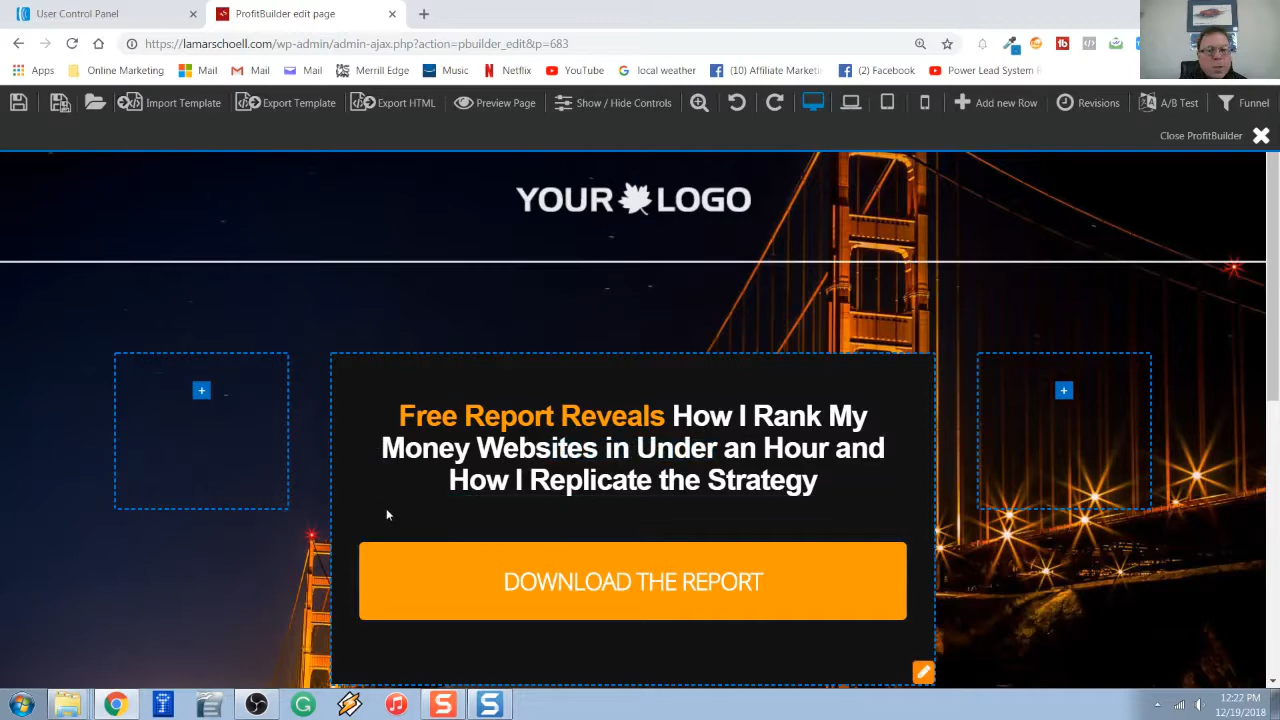 User Control Panel
ProfitBuilder edit page
https://lamarschoell.com/wp-admin/admin-ajax.php?action=pbuilder_edit&p=683
Apps
Online Marketing
Mail
Mail
Mail
Merrill Edge
Music
Netfl
YouTube
local weather
(10) Affiliate Marketi
(2) Facebook
Power Lead System
Import Template
Export Template
Export HTML
Preview Page
Show / Hide Controls
Add new Row
Revisions
A/B Test
Funnel
Close ProfitBuilder
YOUR LOGO
Free Report Reveals How I Rank My
Money Websites in Under an Hour and
How I Replicate the Strategy
DOWNLOAD THE REPORT
12:22 PM
12/19/2018